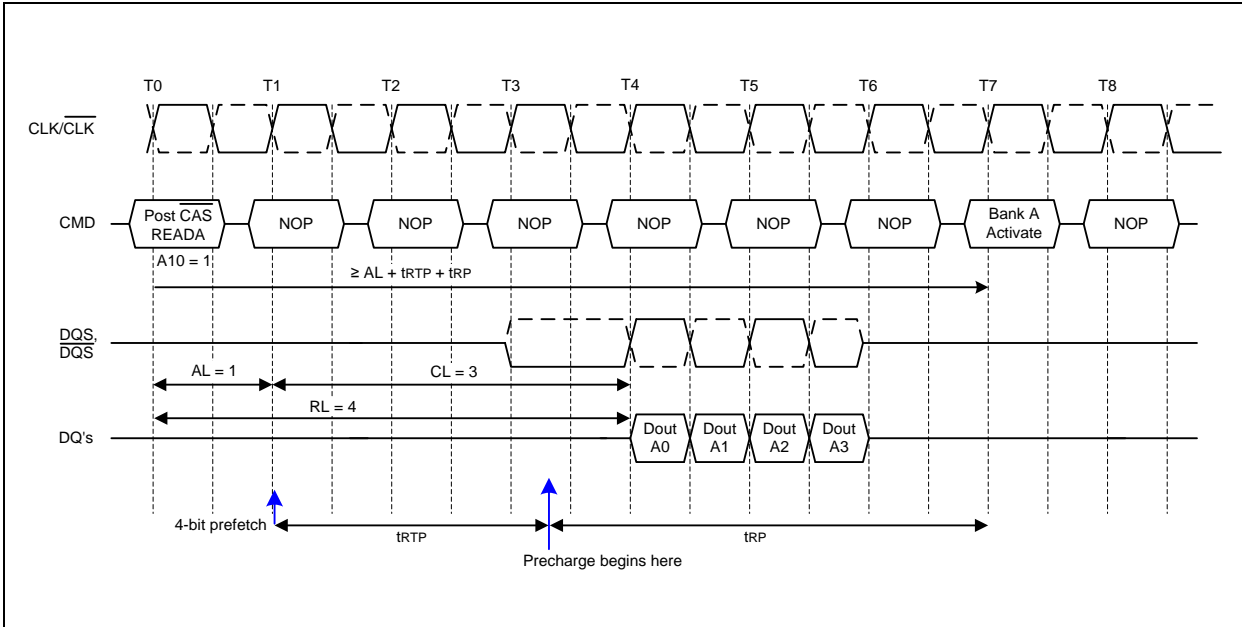 T0 T1 T2 T3 T4 T5 T6 T7 T8
CLK/CLK
CMD
Post CAS
READA
NOP NOP NOP NOP NOP NOP
Bank A
Activate
NOP
A10 = 1
≥ AL + tRTP + tRP
DQS,
DQS
AL = 1
CL = 3
RL = 4
DQ's
Dout
A0
Dout
A1
Dout
A2
Dout
A3
4-bit prefetch
tRTP
tRP
Precharge begins here